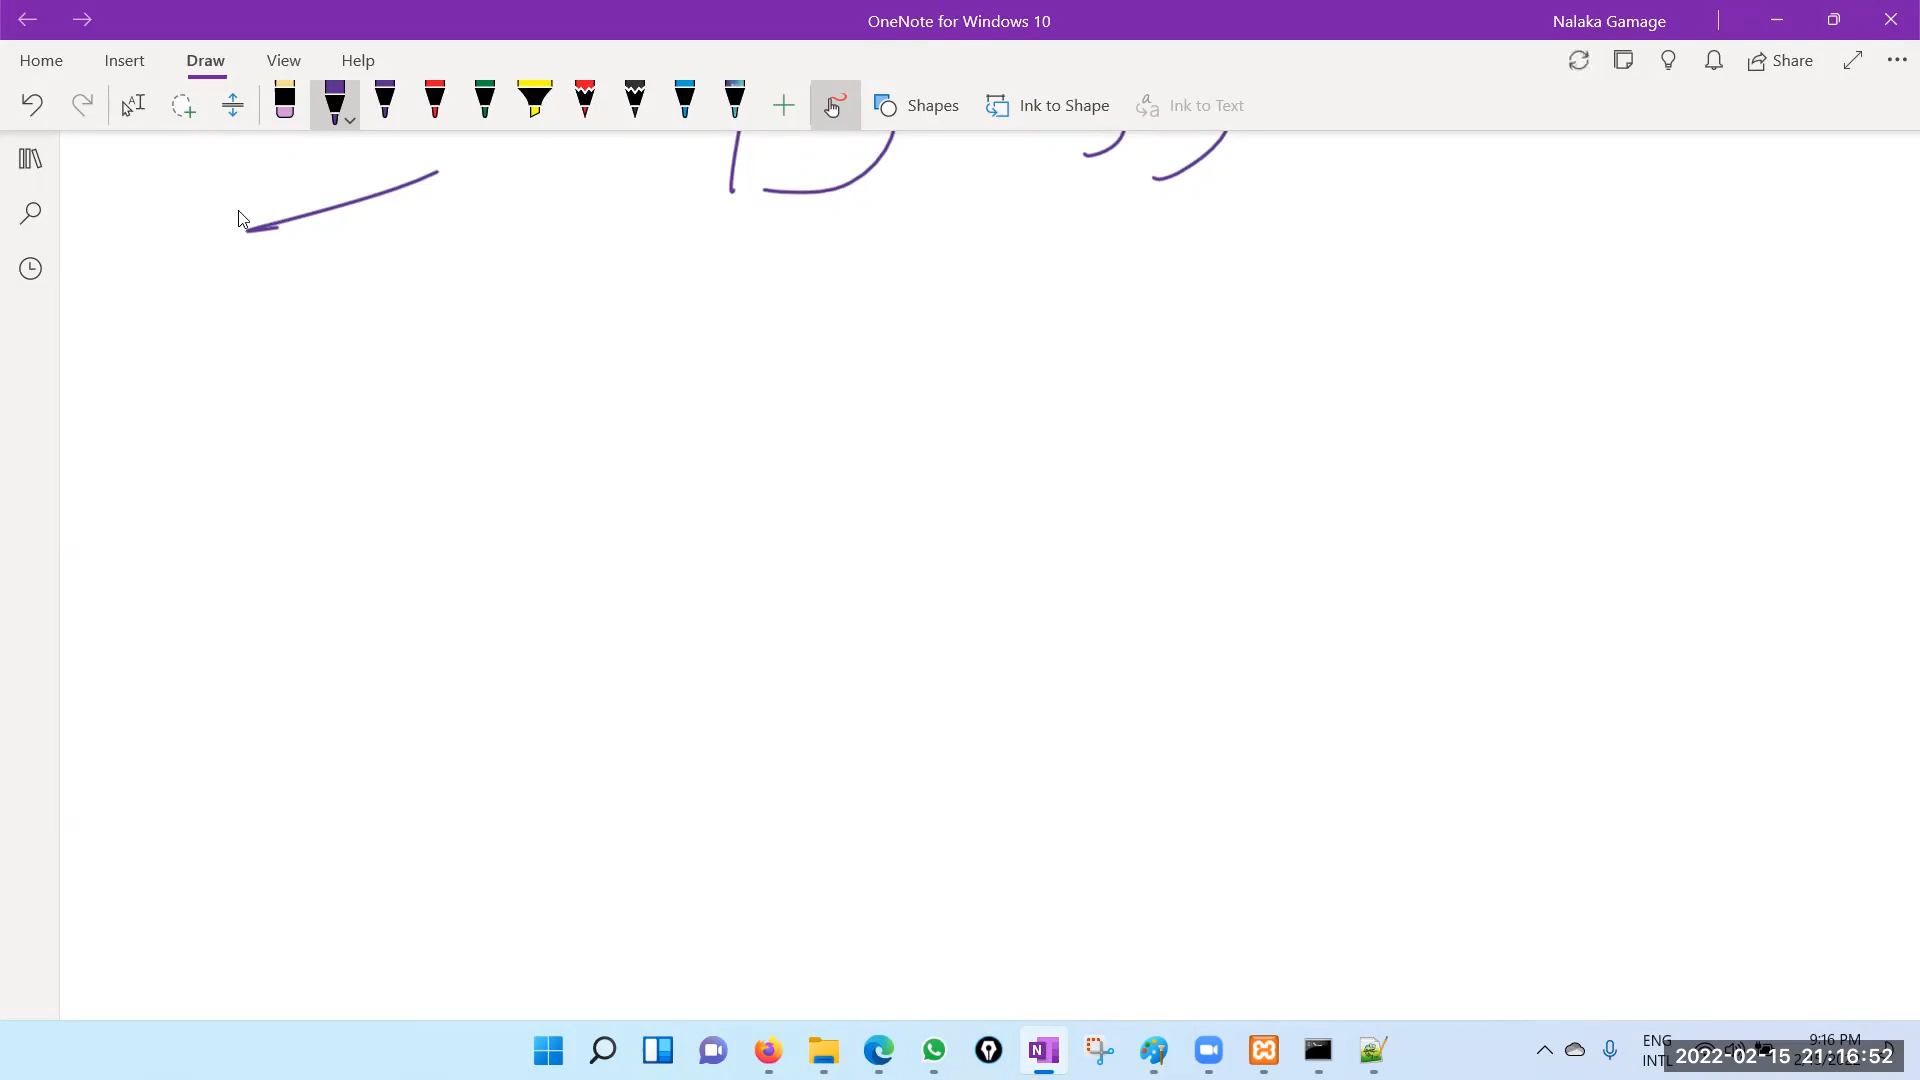 OneNote for Windows 10
Nalaka Gamage
Home Insert Draw View Help
Share
Shapes Ink to Shape Ink to Text
ENG
INTL
9:16 PM
2022-02-15 21:16:52